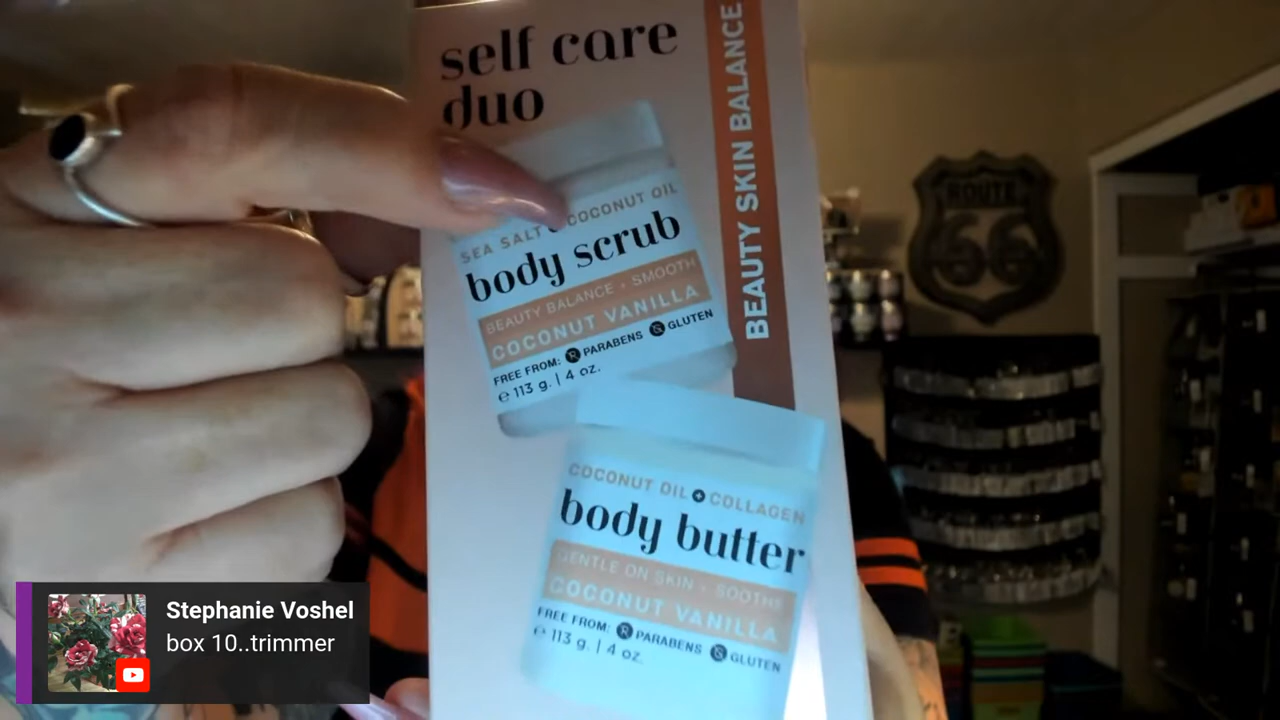 self care
duo
BEAUTY SKIN BALANCE
SEA SALT COCONUT OIL
body scrub
BEAUTY BALANCE + SMOOTH
COCONUT VANILLA
FREE FROM: PARABENS GLUTEN
℮ 113 g. | 4 oz.
COCONUT OIL + COLLAGEN
body butter
GENTLE ON SKIN + SOOTHE
COCONUT VANILLA
FREE FROM: PARABENS GLUTEN
℮ 113 g. | 4 oz.
ROUTE
66
Stephanie Voshel
box 10..trimmer